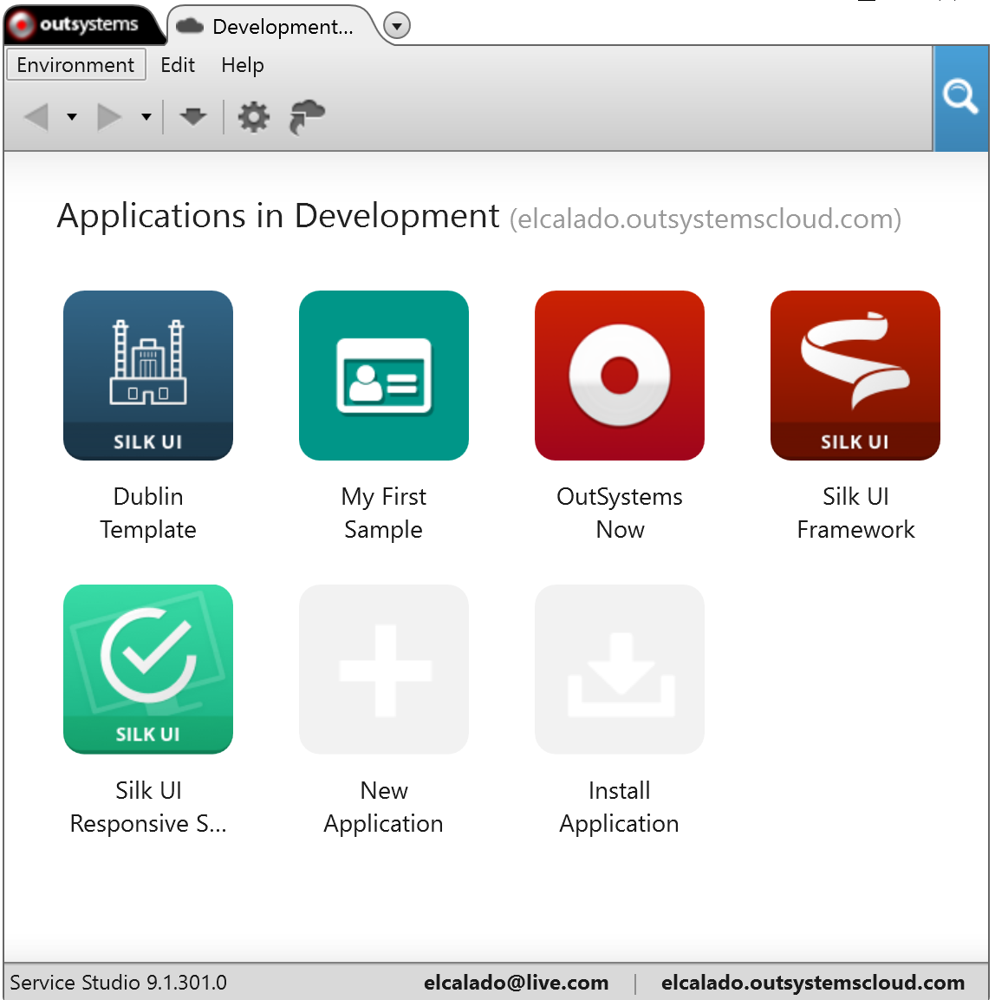 outsystems
Development...
Environment Edit Help
Applications in Development (elcalado.outsystemscloud.com)
SILK UI
SILK UI
Dublin
Template
My First
Sample
OutSystems
Now
Silk UI
Framework
SILK UI
Silk UI
Responsive S...
New
Application
Install
Application
Service Studio 9.1.301.0
elcalado@live.com | elcalado.outsystemscloud.com